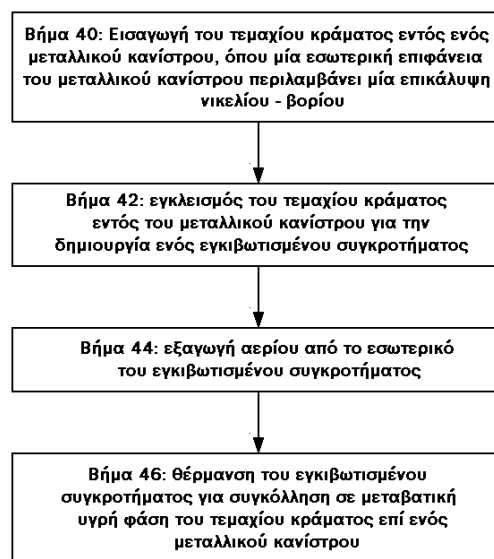 Βήμα 40: Εισαγωγή του τεμαχίου κράματος εντός ενός
μεταλλικού κανίστρου, όπου μία εσωτερική επιφάνεια
του μεταλλικού κανίστρου περιλαμβάνει μία επικάλυψη
νικελίου - βορίου
Βήμα 42: εγκλεισμός του τεμαχίου κράματος
εντός του μεταλλικού κανίστρου για την
δημιουργία ενός εγκιβωτισμένου συγκροτήματος
Βήμα 44: εξαγωγή αερίου από το εσωτερικό
του εγκιβωτισμένου συγκροτήματος
Βήμα 46: θέρμανση του εγκιβωτισμένου
συγκροτήματος για συγκόλληση σε μεταβατική
υγρή φάση του τεμαχίου κράματος επί ενός
μεταλλικού κανίστρου